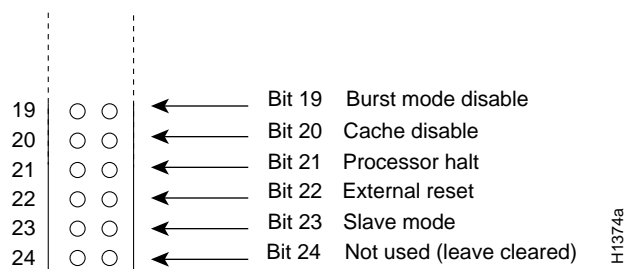 19 Bit 19 Burst mode disable
20 Bit 20 Cache disable
21 Bit 21 Processor halt
22 Bit 22 External reset
23 Bit 23 Slave mode
24 Bit 24 Not used (leave cleared)
H1374a